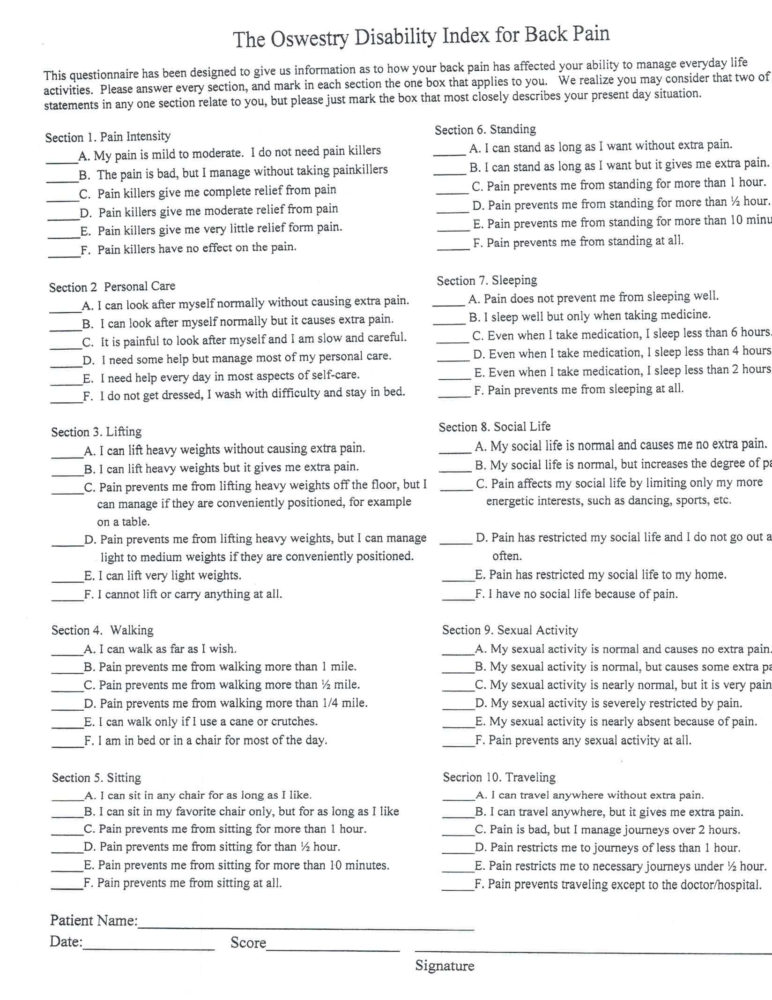 The Oswestry Disability Index for Back Pain
This questionnaire has been designed to give us information as to how your back pain has affected your ability to manage everyday life
activities. Please answer every section, and mark in each section the one box that applies to you. We realize you may consider that two of
statements in any one section relate to you, but please just mark the box that most closely describes your present day situation.
Section 1. Pain Intensity
_____A. My pain is mild to moderate. I do not need pain killers
_____B. The pain is bad, but I manage without taking painkillers
_____C. Pain killers give me complete relief from pain
_____D. Pain killers give me moderate relief from pain
_____E. Pain killers give me very little relief form pain.
_____F. Pain killers have no effect on the pain.
Section 2 Personal Care
_____A. I can look after myself normally without causing extra pain.
_____B. I can look after myself normally but it causes extra pain.
_____C. It is painful to look after myself and I am slow and careful.
_____D. I need some help but manage most of my personal care.
_____E. I need help every day in most aspects of self-care.
_____F. I do not get dressed, I wash with difficulty and stay in bed.
Section 3. Lifting
_____A. I can lift heavy weights without causing extra pain.
_____B. I can lift heavy weights but it gives me extra pain.
_____C. Pain prevents me from lifting heavy weights off the floor, but I
can manage if they are conveniently positioned, for example
on a table.
_____D. Pain prevents me from lifting heavy weights, but I can manage
light to medium weights if they are conveniently positioned.
_____E. I can lift very light weights.
_____F. I cannot lift or carry anything at all.
Section 4. Walking
_____A. I can walk as far as I wish.
_____B. Pain prevents me from walking more than 1 mile.
_____C. Pain prevents me from walking more than ½ mile.
_____D. Pain prevents me from walking more than 1/4 mile.
_____E. I can walk only if I use a cane or crutches.
_____F. I am in bed or in a chair for most of the day.
Section 5. Sitting
_____A. I can sit in any chair for as long as I like.
_____B. I can sit in my favorite chair only, but for as long as I like
_____C. Pain prevents me from sitting for more than 1 hour.
_____D. Pain prevents me from sitting for than ½ hour.
_____E. Pain prevents me from sitting for more than 10 minutes.
_____F. Pain prevents me from sitting at all.
Section 6. Standing
_____ A. I can stand as long as I want without extra pain.
_____ B. I can stand as long as I want but it gives me extra pain.
_____ C. Pain prevents me from standing for more than 1 hour.
_____ D. Pain prevents me from standing for more than ½ hour.
_____ E. Pain prevents me from standing for more than 10 minu
_____ F. Pain prevents me from standing at all.
Section 7. Sleeping
_____ A. Pain does not prevent me from sleeping well.
_____ B. I sleep well but only when taking medicine.
_____ C. Even when I take medication, I sleep less than 6 hours.
_____ D. Even when I take medication, I sleep less than 4 hours
_____ E. Even when I take medication, I sleep less than 2 hours
_____ F. Pain prevents me from sleeping at all.
Section 8. Social Life
_____ A. My social life is normal and causes me no extra pain.
_____ B. My social life is normal, but increases the degree of pa
_____ C. Pain affects my social life by limiting only my more
energetic interests, such as dancing, sports, etc.
_____ D. Pain has restricted my social life and I do not go out a
often.
_____E. Pain has restricted my social life to my home.
_____F. I have no social life because of pain.
Section 9. Sexual Activity
_____A. My sexual activity is normal and causes no extra pain.
_____B. My sexual activity is normal, but causes some extra pa
_____C. My sexual activity is nearly normal, but it is very pain
_____D. My sexual activity is severely restricted by pain.
_____E. My sexual activity is nearly absent because of pain.
_____F. Pain prevents any sexual activity at all.
Secrion 10. Traveling
_____A. I can travel anywhere without extra pain.
_____B. I can travel anywhere, but it gives me extra pain.
_____C. Pain is bad, but I manage journeys over 2 hours.
_____D. Pain restricts me to journeys of less than 1 hour.
_____E. Pain restricts me to necessary journeys under ½ hour.
_____F. Pain prevents traveling except to the doctor/hospital.
Patient Name:_____
Date:_____ Score_____ _____
Signature